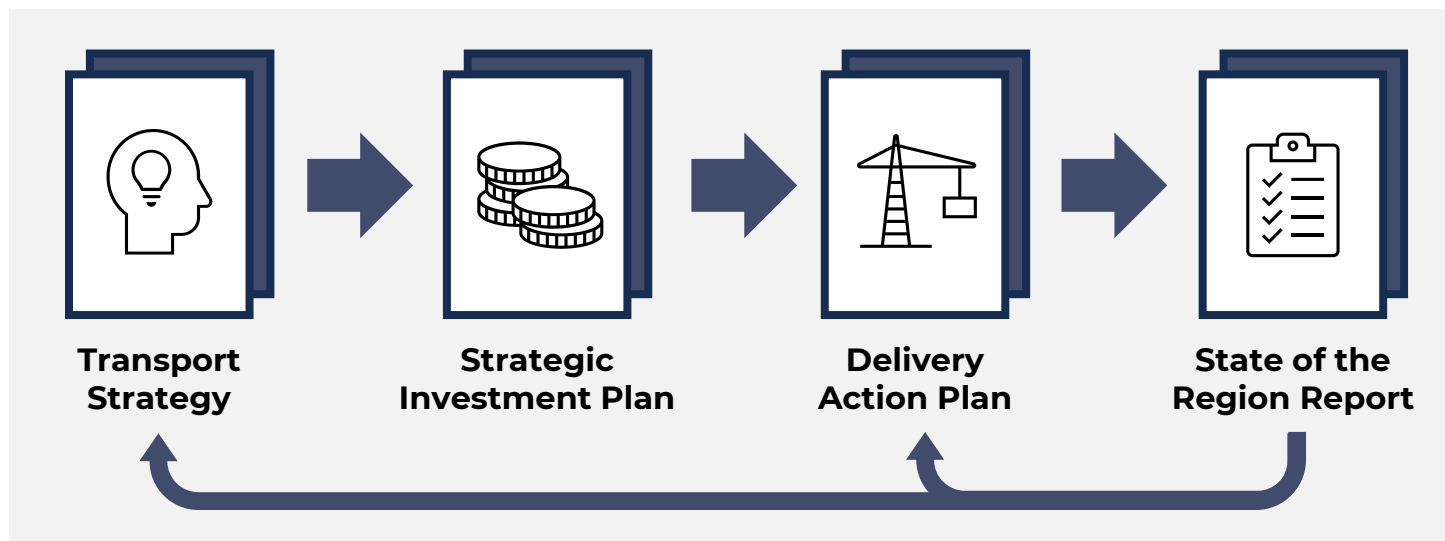 Transport
Strategy
Strategic
Investment Plan
Delivery
Action Plan
State of the
Region Report